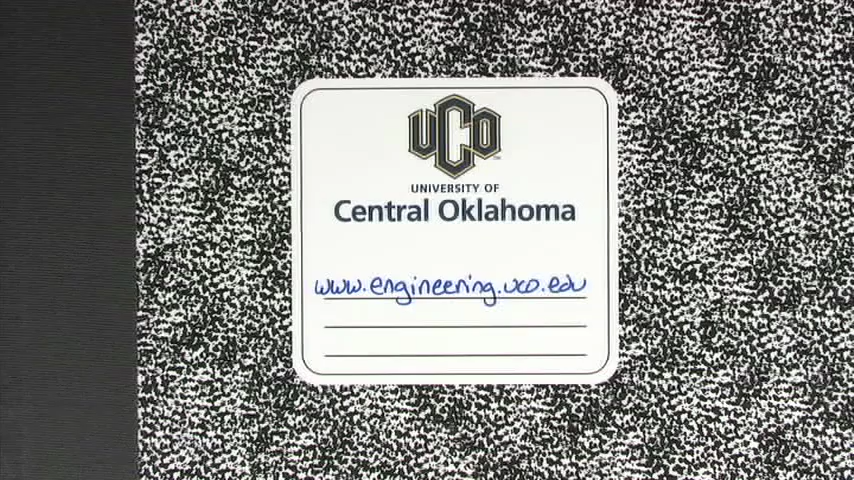 UCO
UNIVERSITY OF
Central Oklahoma
www.engineering.uco.edu